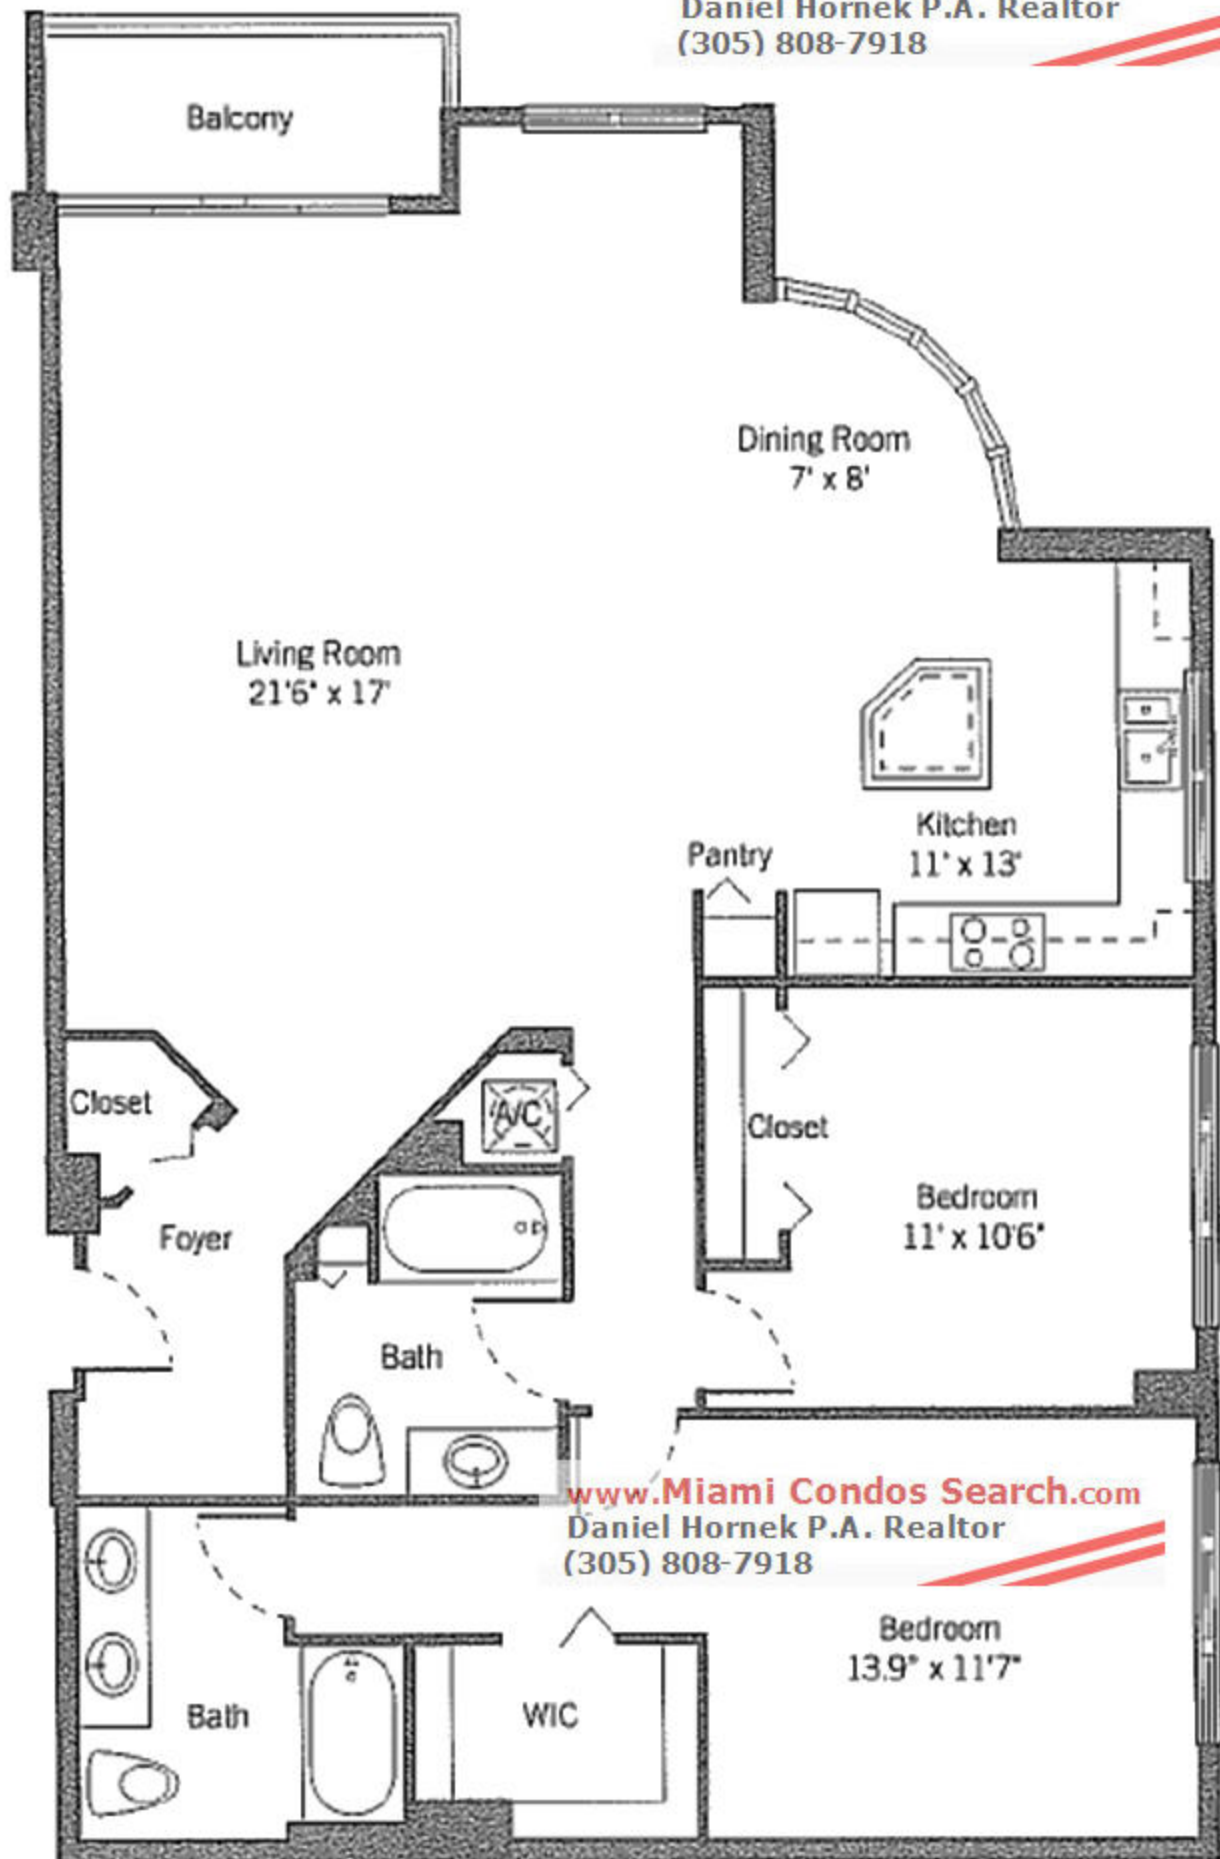 Daniel Hornek P.A. Realtor
(305) 808-7918
Balcony
Dining Room
7' x 8'
Living Room
21'6" x 17'
Kitchen
11' x 13'
Pantry
Closet
A/C
Closet
Bedroom
11' x 10'6"
Foyer
Bath
www.Miami Condos Search.com
Daniel Hornek P.A. Realtor
(305) 808-7918
Bedroom
13.9" x 11'7"
Bath
WIC